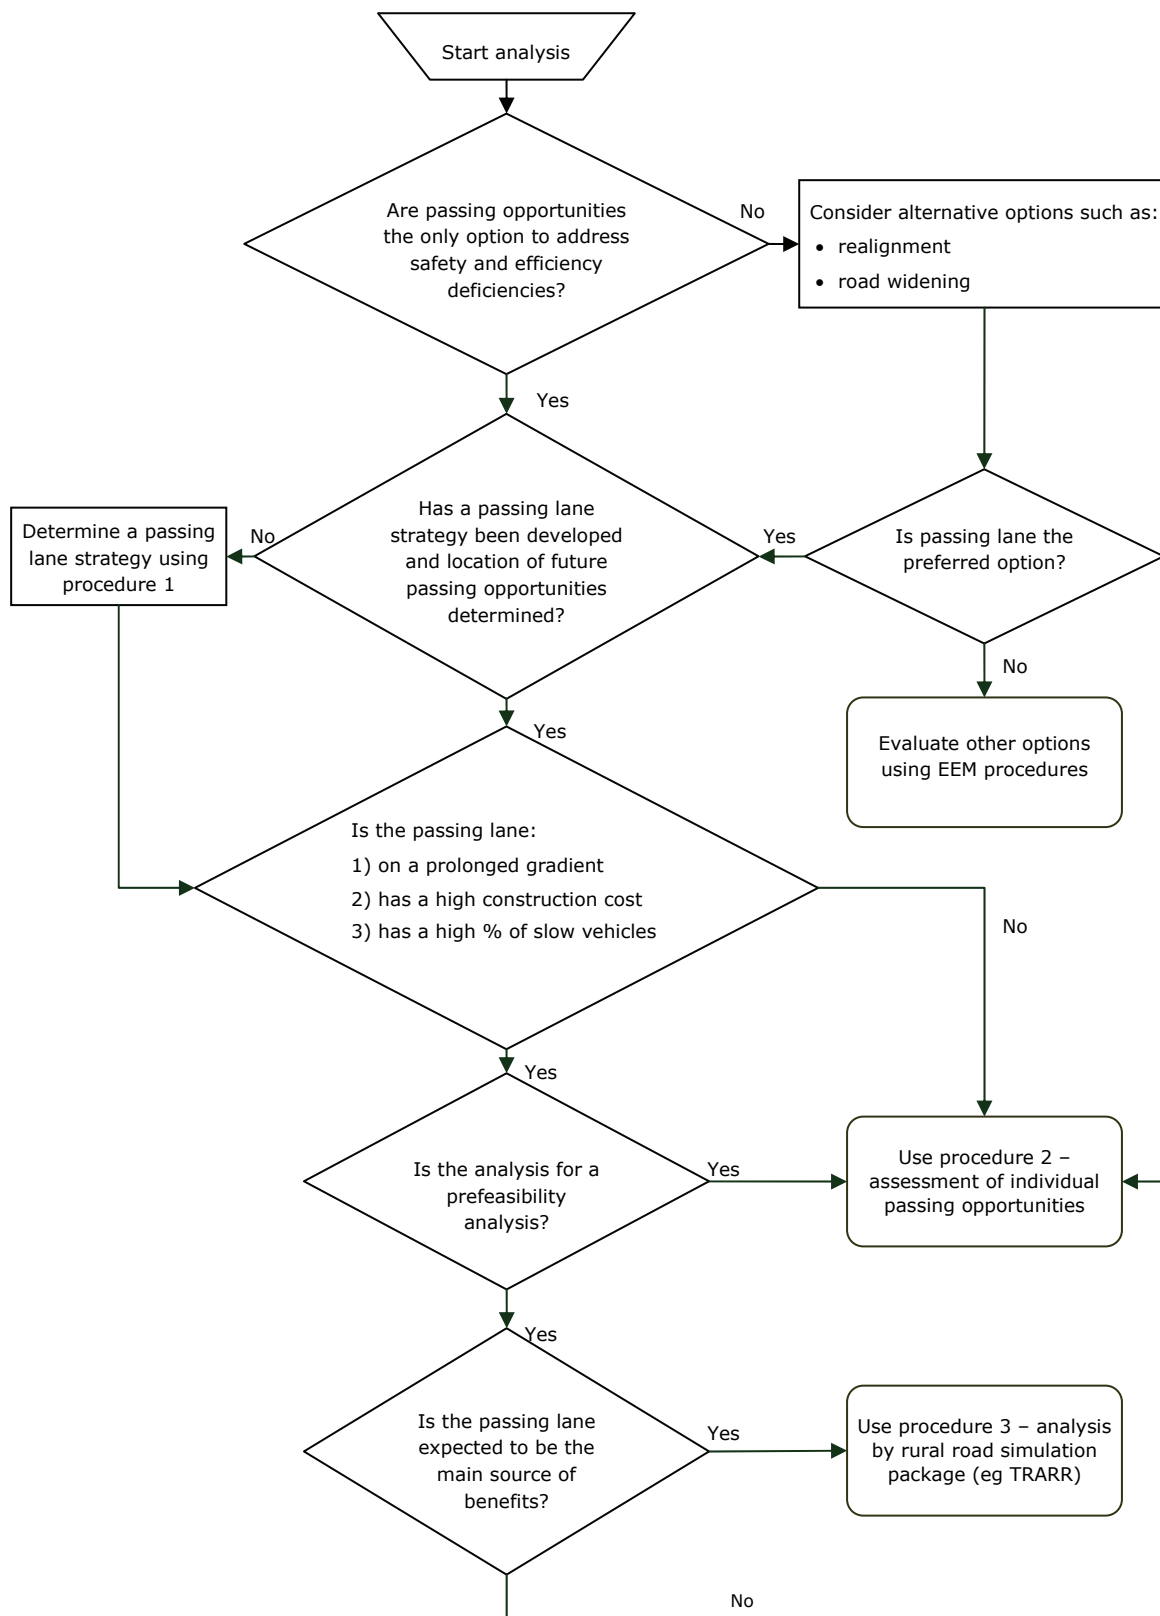 Start analysis
Are passing opportunities
the only option to address
safety and efficiency
deficiencies?
No
Consider alternative options such as:
• realignment
• road widening
Yes
Has a passing lane
strategy been developed
and location of future
passing opportunities
determined?
No
Determine a passing
lane strategy using
procedure 1
Yes
Is passing lane the
preferred option?
No
Evaluate other options
using EEM procedures
Yes
Is the passing lane:
1) on a prolonged gradient
2) has a high construction cost
3) has a high % of slow vehicles
No
Yes
Is the analysis for a
prefeasibility
analysis?
Yes
Use procedure 2 –
assessment of individual
passing opportunities
Yes
Is the passing lane
expected to be the
main source of
benefits?
Yes
Use procedure 3 – analysis
by rural road simulation
package (eg TRARR)
No